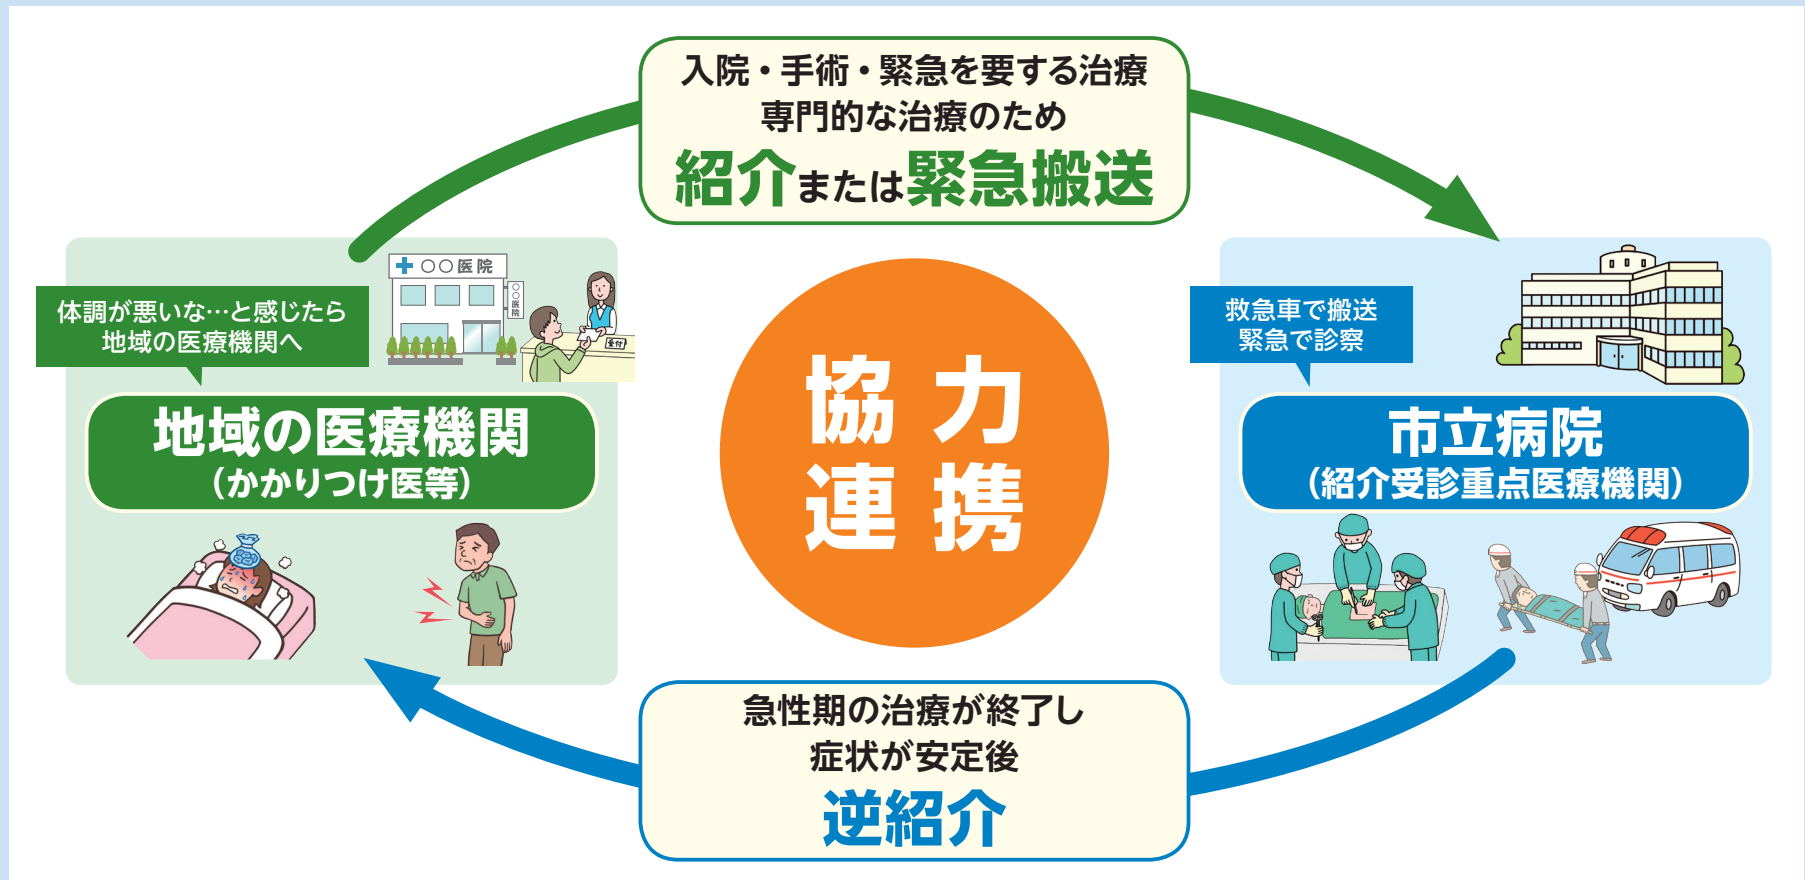 入院・手術・緊急を要する治療
専門的な治療のため
紹介または緊急搬送
体調が悪いな…と感じたら
地域の医療機関へ
○○医院
○○医院
受付
地域の医療機関
（かかりつけ医等）
協力
連携
救急車で搬送
緊急で診察
市立病院
（紹介受診重点医療機関）
急性期の治療が終了し
症状が安定後
逆紹介